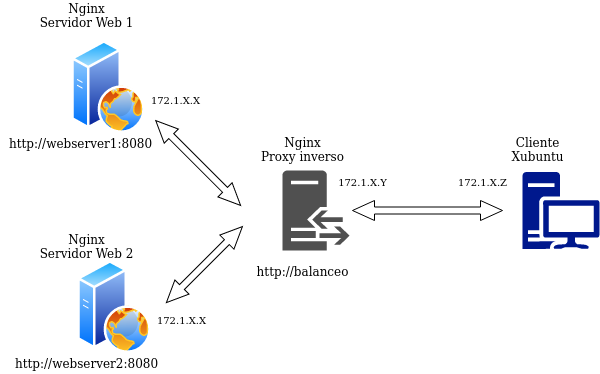 Nginx
Servidor Web 1
172.1.X.X
http://webserver1:8080
Nginx
Proxy inverso
172.1.X.Y
http://balanceo
Cliente
Xubuntu
172.1.X.Z
Nginx
Servidor Web 2
172.1.X.X
http://webserver2:8080